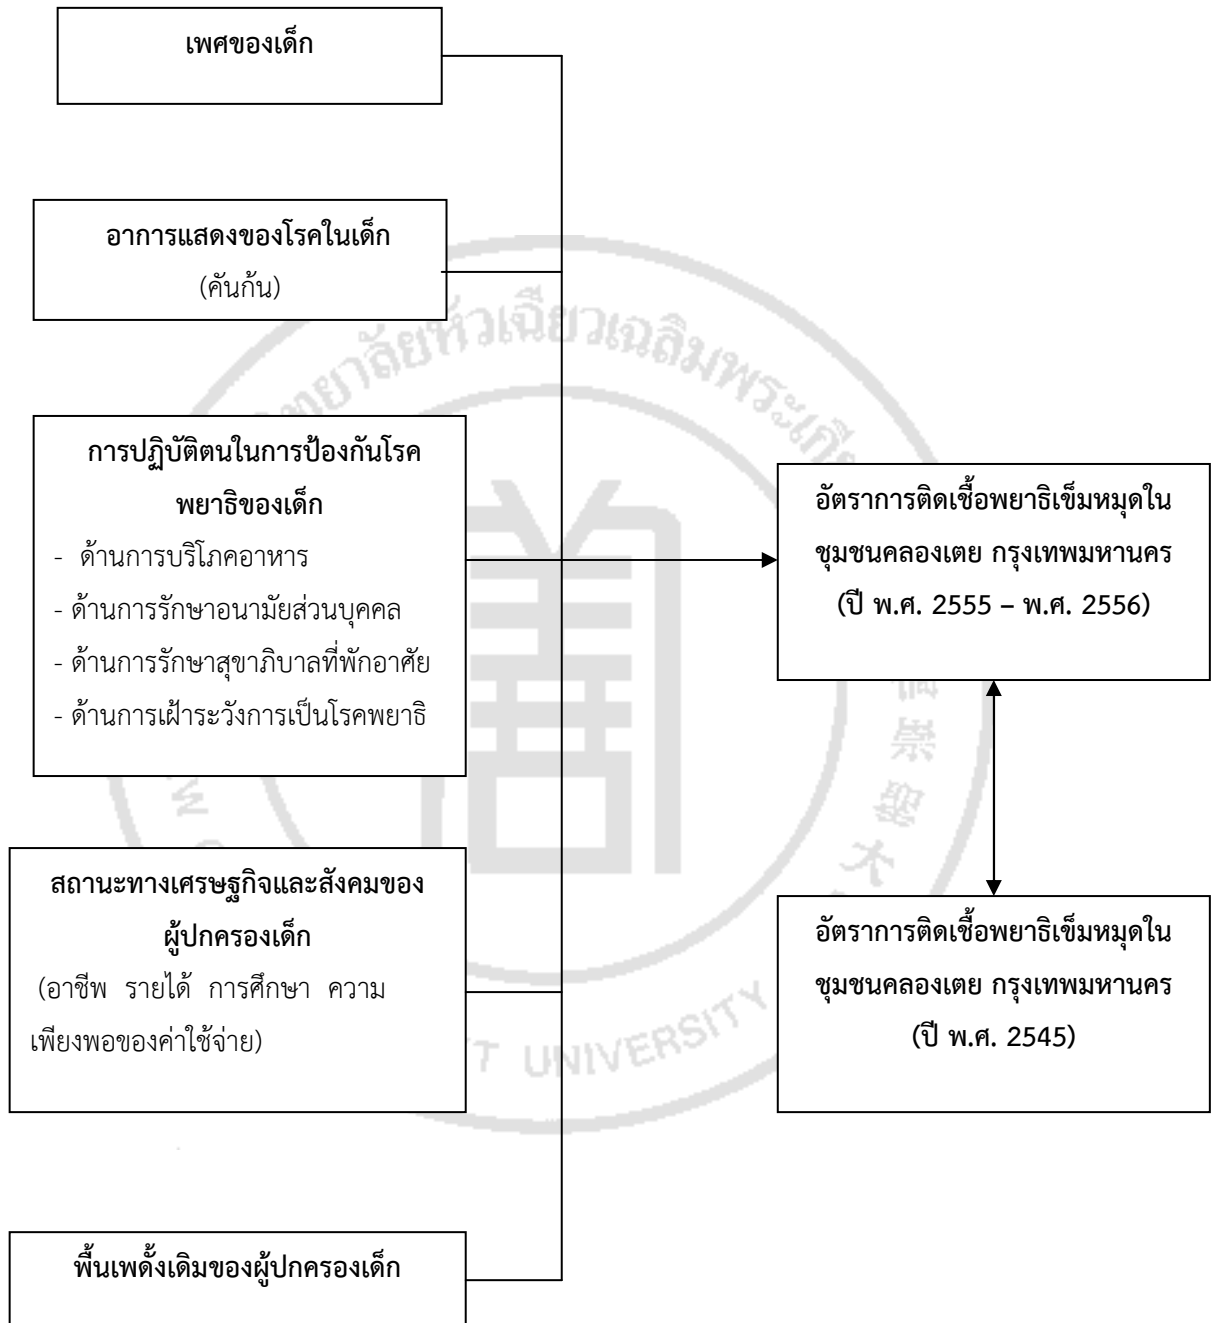 เพศของเด็ก
อาการแสดงของโรคในเด็ก
(คันก้น)
การปฏิบัติตนในการป้องกันโรค
พยาธิของเด็ก
- ด้านการบริโภคอาหาร
- ด้านการรักษาอนามัยส่วนบุคคล
- ด้านการรักษาสุขาภิบาลที่พักอาศัย
- ด้านการเฝ้าระวังการเป็นโรคพยาธิ
สถานะทางเศรษฐกิจและสังคมของ
ผู้ปกครองเด็ก
(อาชีพ รายได้ การศึกษา ความ
เพียงพอของค่าใช้จ่าย)
พื้นเพดั้งเดิมของผู้ปกครองเด็ก
อัตราการติดเชื้อพยาธิเข็มหมุดใน
ชุมชนคลองเตย กรุงเทพมหานคร
(ปี พ.ศ. 2555 – พ.ศ. 2556)
อัตราการติดเชื้อพยาธิเข็มหมุดใน
ชุมชนคลองเตย กรุงเทพมหานคร
(ปี พ.ศ. 2545)
UNIVERSITY